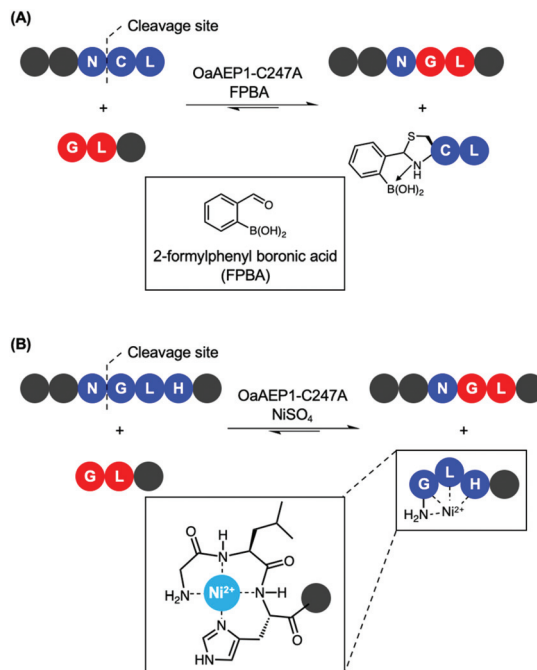 (A)
Cleavage site
N C L
OaAEP1-C247A
FPBA
N G L
+
+
G L
S
NH
B(OH)2
C L
O
B(OH)2
2-formylphenyl boronic acid
(FPBA)
(B)
Cleavage site
N G L H
OaAEP1-C247A
NiSO4
N G L
+
+
G L
G L H
H2N
Ni2+
H
O
N
O
H2N
Ni2+
N
H
N
O
HN